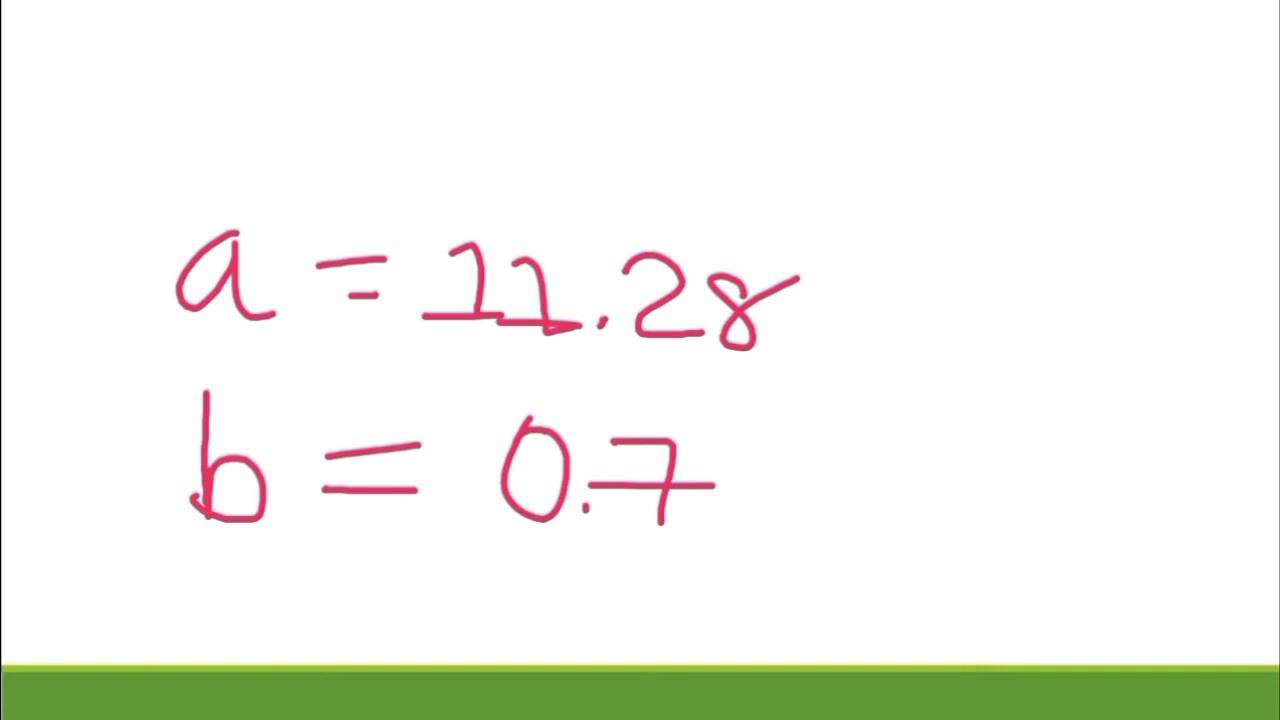 a = 11.28
b = 0.7